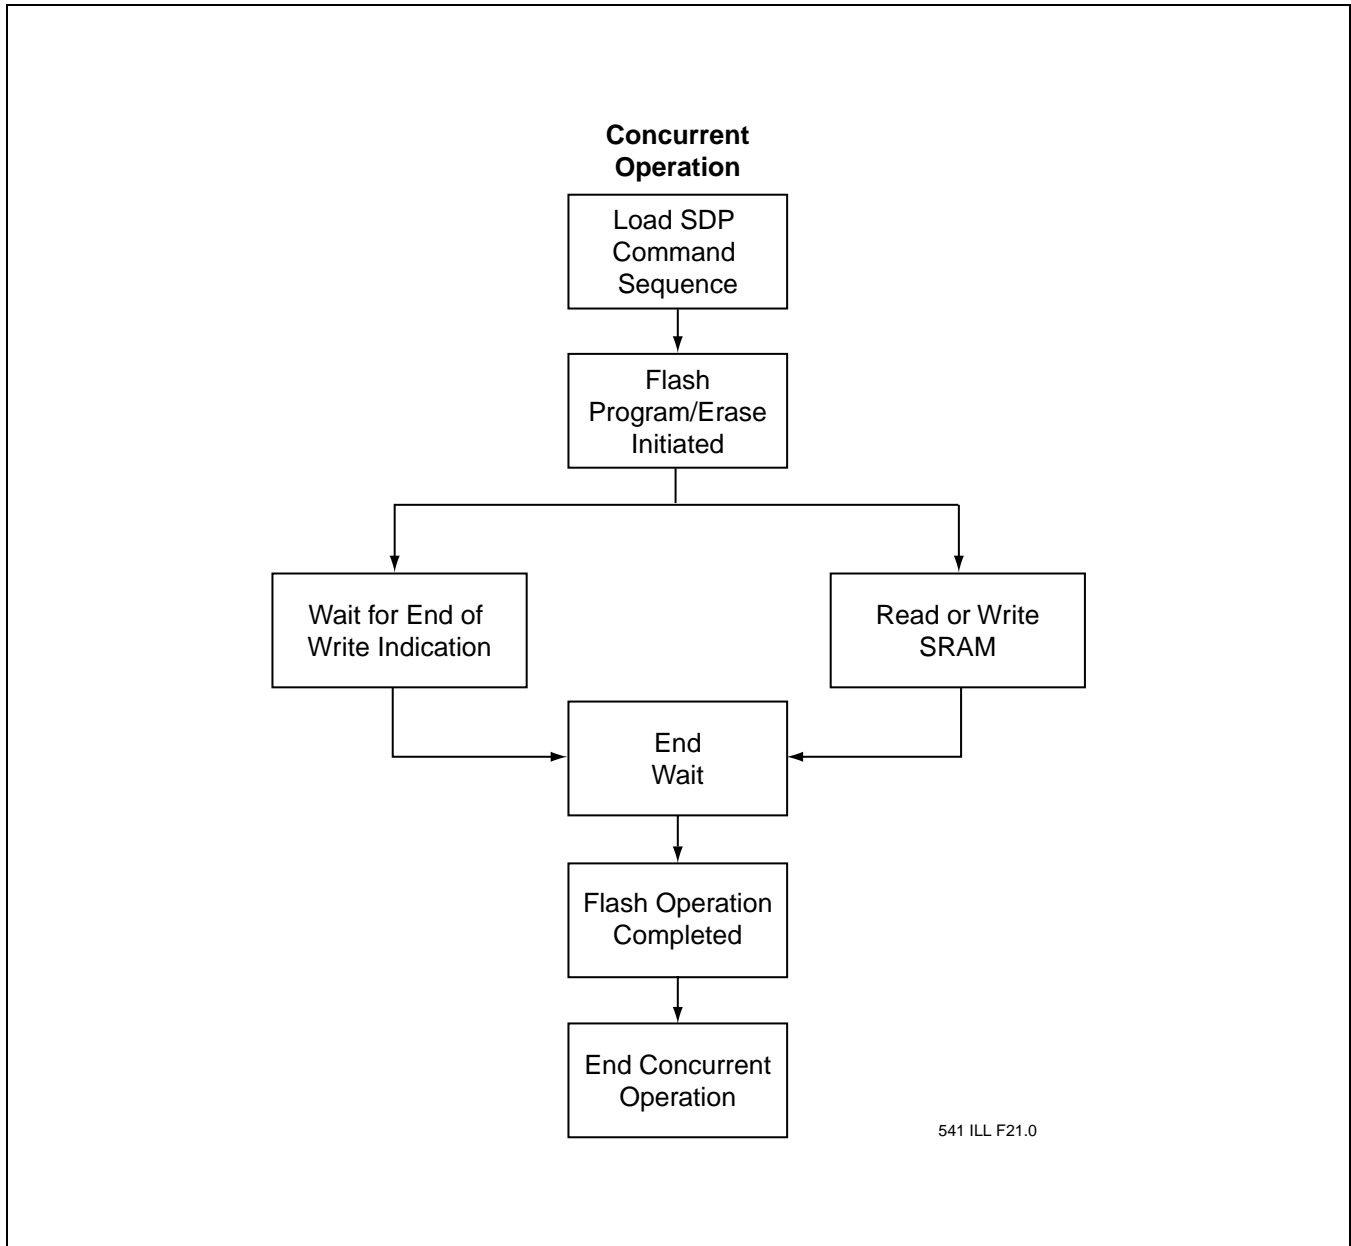 Concurrent
Operation
Load SDP
Command
Sequence
Flash
Program/Erase
Initiated
Wait for End of
Write Indication
Read or Write
SRAM
End
Wait
Flash Operation
Completed
End Concurrent
Operation
541 ILL F21.0